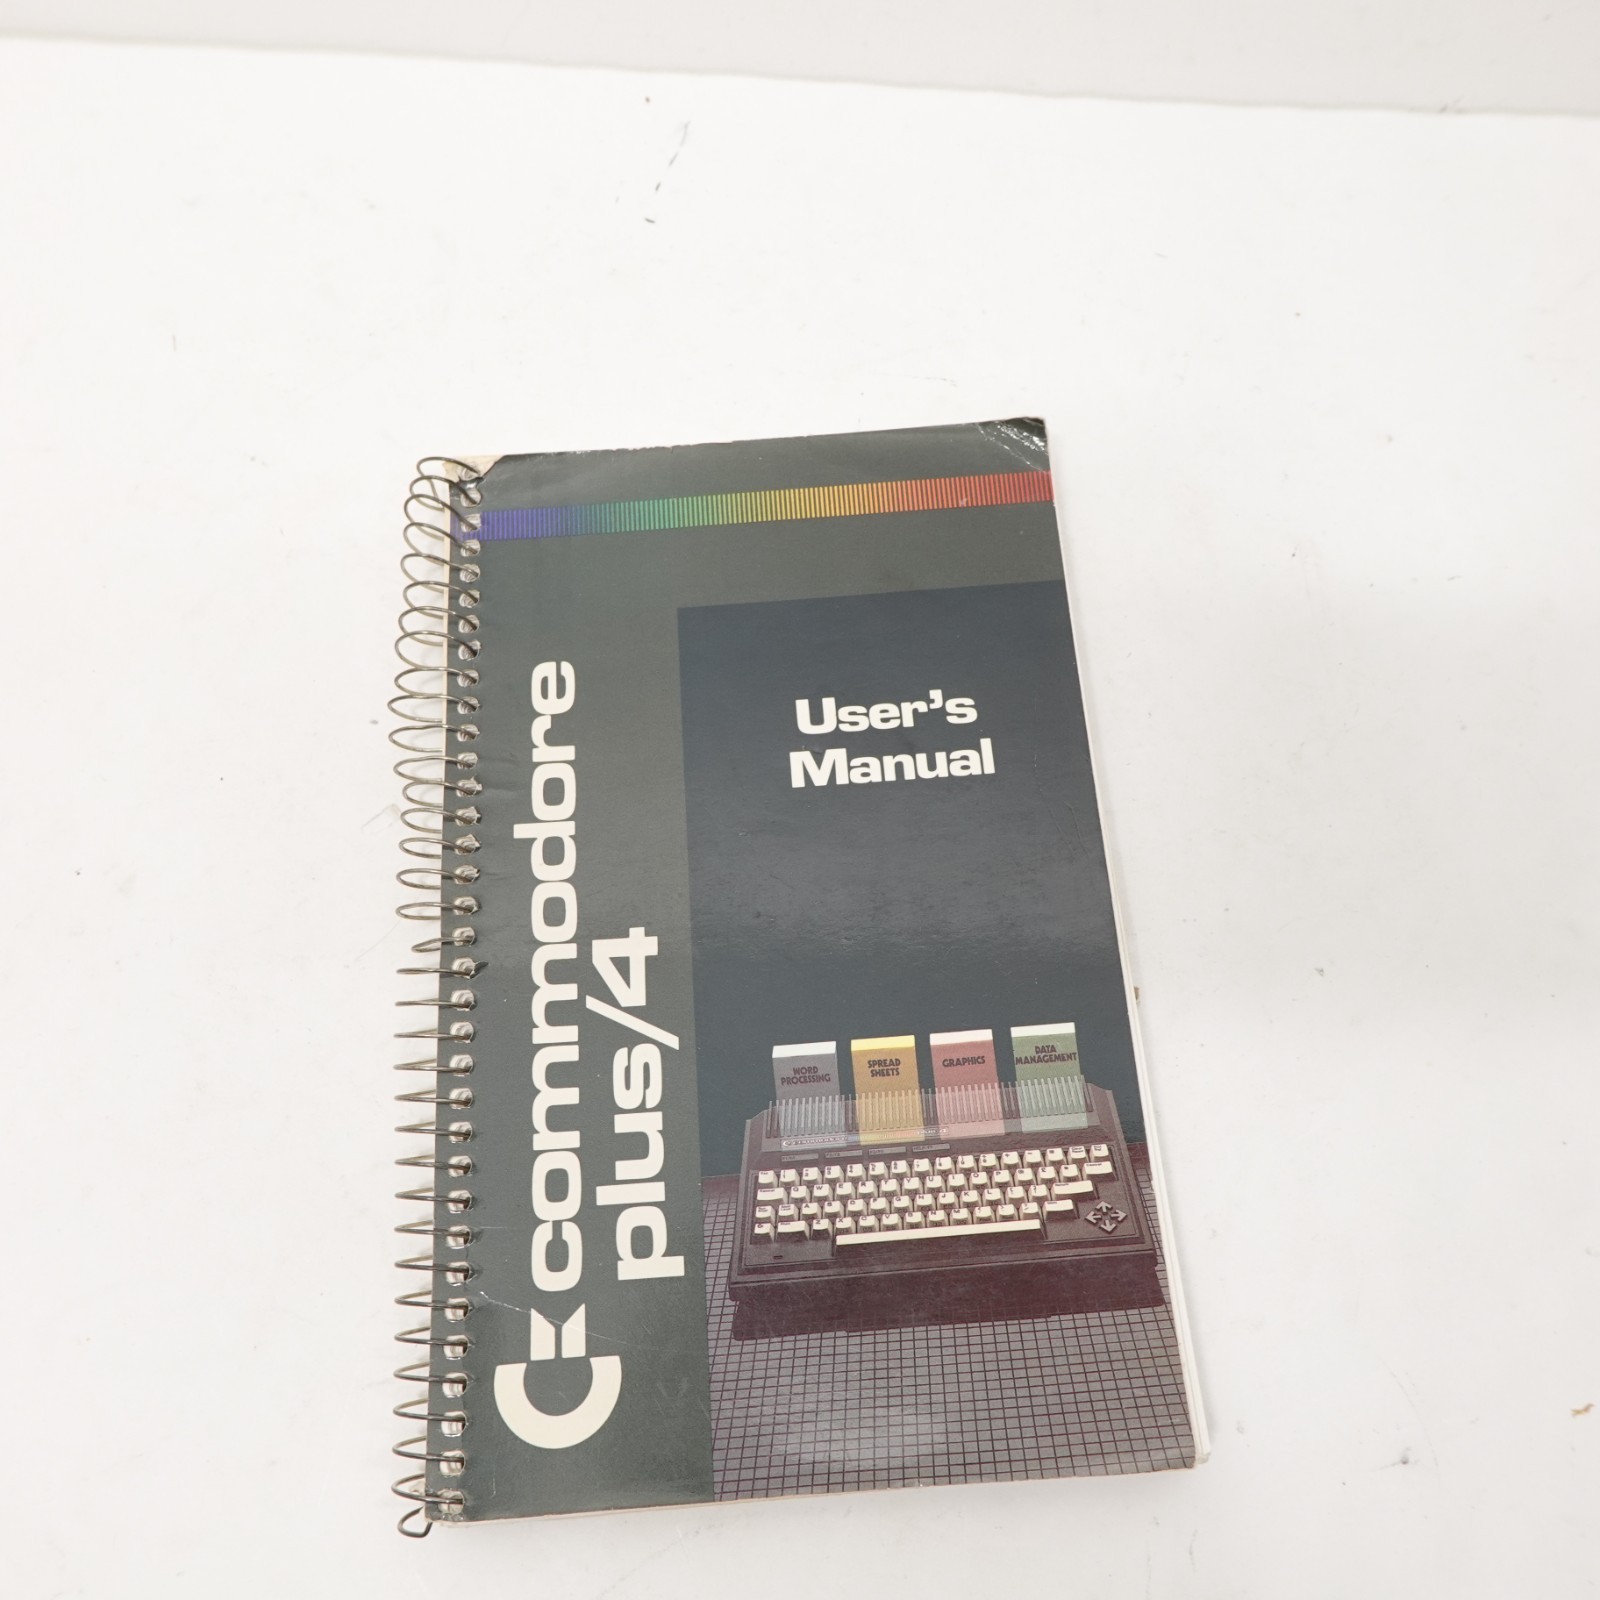 commodore
plus/4
User's
Manual
WORD
PROCESSING
SPREAD
SHEETS
GRAPHICS
DATA
MANAGEMENT